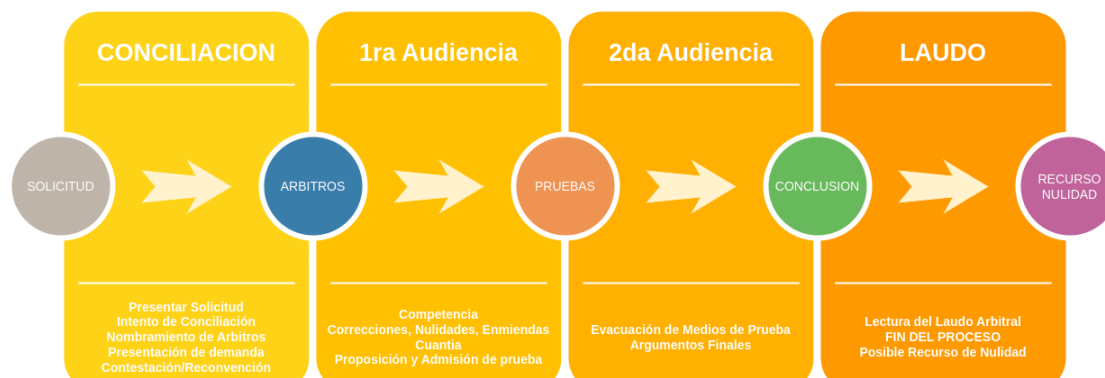 CONCILIACION
1ra Audiencia
2da Audiencia
LAUDO
SOLICITUD
ARBITROS
PRUEBAS
CONCLUSION
RECURSO
NULIDAD
Presentar Solicitud
Intento de Conciliación
Nombramiento de Arbitros
Presentación de demanda
Contestación/Reconvención
Competencia
Correcciones, Nulidades, Enmiendas
Cuantia
Proposición y Admisión de prueba
Evacuación de Medios de Prueba
Argumentos Finales
Lectura del Laudo Arbitral
FIN DEL PROCESO
Posible Recurso de Nulidad